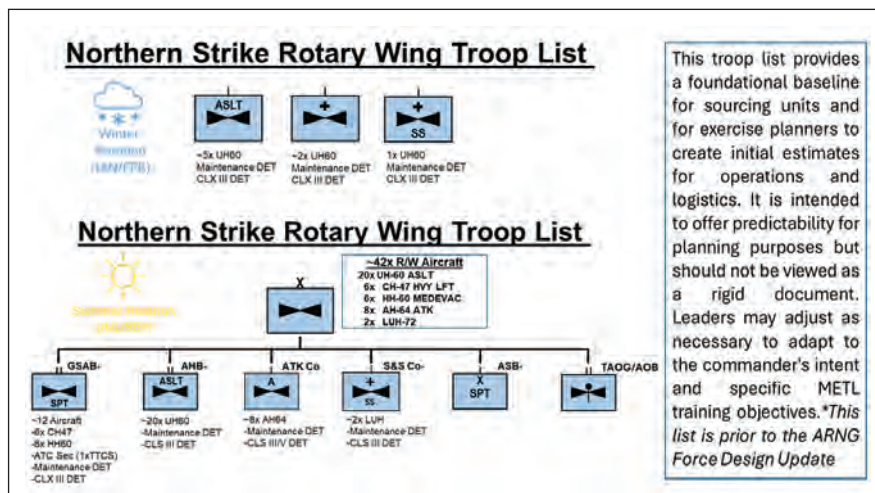 Northern Strike Rotary Wing Troop List
Winter
ASLT
+
+
SS
~5x UH60
Maintenance DET
CLX III DET
~2x UH60
Maintenance DET
CLX III DET
1x UH60
Maintenance DET
CLX III DET
Northern Strike Rotary Wing Troop List
X
~42x R/W Aircraft
20x UH-60 ASLT
6x CH-47 HVY LFT
6x HH-60 MEDEVAC
8x AH-64 ATK
2x LUH-72
GSAB-
SPT
~12 Aircraft
-6x CH47
-6x HH60
-ATC Sec (1xTTCS)
-Maintenance DET
-CLX III DET
AHB-
ASLT
~20x UH60
-Maintenance DET
-CLS III DET
ATK Co
A
~8x AH64
-Maintenance DET
-CLS III/V DET
S&S Co-
+
SS
~2x LUH
-Maintenance DET
-CLS III DET
ASB-
X
SPT
TAOG/AOB
This troop list provides
a foundational baseline
for sourcing units and
for exercise planners to
create initial estimates
for operations and
logistics. It is intended
to offer predictability for
planning purposes but
should not be viewed as
a rigid document.
Leaders may adjust as
necessary to adapt to
the commander's intent
and specific METL
training objectives.*This
list is prior to the ARNG
Force Design Update